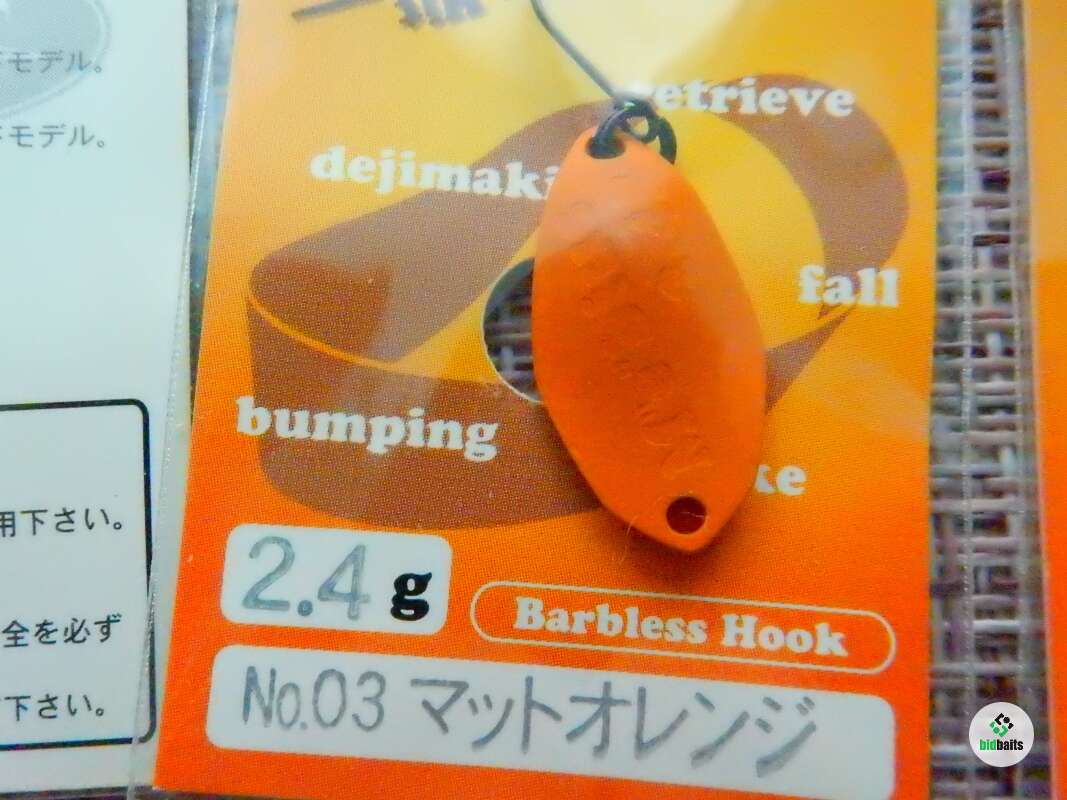 モデル。
モデル。
retrieve
dejimaki
fall
bumping
用下さい。
2.4g
Barbless Hook
全を必ず
下さい。
No.03 マットオレンジ
bidbaits